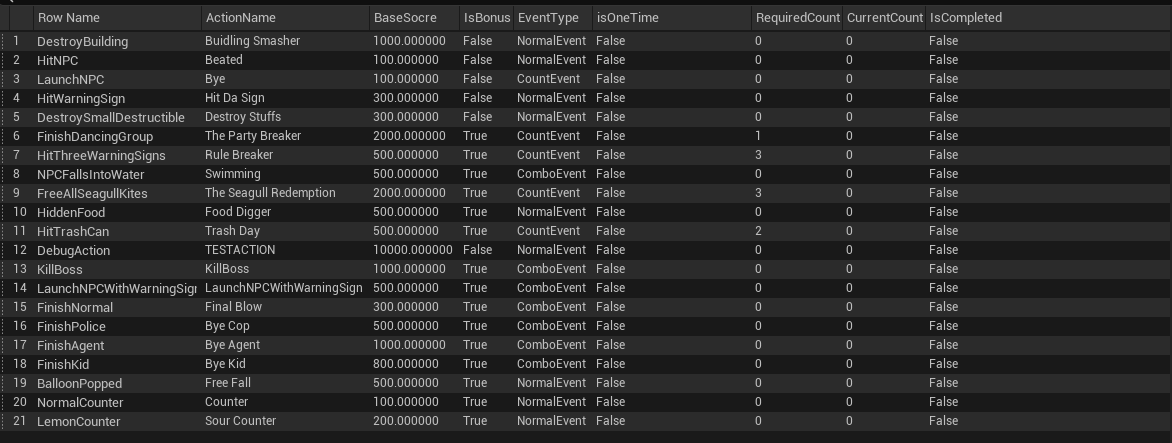 Row Name ActionName BaseSocre IsBonus EventType isOneTime RequiredCount CurrentCount IsCompleted
1 DestroyBuilding Buidling Smasher 1000.000000 False NormalEvent False 0 0 False
2 HitNPC Beated 100.000000 False NormalEvent False 0 0 False
3 LaunchNPC Bye 100.000000 False CountEvent False 0 0 False
4 HitWarningSign Hit Da Sign 300.000000 False NormalEvent False 0 0 False
5 DestroySmallDestructible Destroy Stuffs 300.000000 False NormalEvent False 0 0 False
6 FinishDancingGroup The Party Breaker 2000.000000 True CountEvent False 1 0 False
7 HitThreeWarningSigns Rule Breaker 500.000000 True CountEvent False 3 0 False
8 NPCFallsIntoWater Swimming 500.000000 True ComboEvent False 0 0 False
9 FreeAllSeagullKites The Seagull Redemption 2000.000000 True CountEvent False 3 0 False
10 HiddenFood Food Digger 500.000000 True NormalEvent False 0 0 False
11 HitTrashCan Trash Day 500.000000 True CountEvent False 2 0 False
12 DebugAction TESTACTION 10000.000000 False NormalEvent False 0 0 False
13 KillBoss KillBoss 1000.000000 True ComboEvent False 0 0 False
14 LaunchNPCWithWarningSig LaunchNPCWithWarningSign 500.000000 True ComboEvent False 0 0 False
15 FinishNormal Final Blow 300.000000 True ComboEvent False 0 0 False
16 FinishPolice Bye Cop 500.000000 True ComboEvent False 0 0 False
17 FinishAgent Bye Agent 1000.000000 True ComboEvent False 0 0 False
18 FinishKid Bye Kid 800.000000 True ComboEvent False 0 0 False
19 BalloonPopped Free Fall 500.000000 True NormalEvent False 0 0 False
20 NormalCounter Counter 100.000000 True NormalEvent False 0 0 False
21 LemonCounter Sour Counter 200.000000 True NormalEvent False 0 0 False